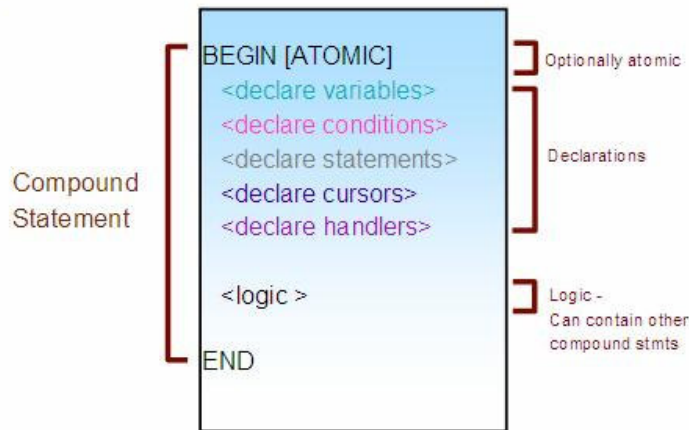 BEGIN [ATOMIC]
<declare variables>
<declare conditions>
<declare statements>
<declare cursors>
<declare handlers>
<logic >
END
Compound
Statement
Optionally atomic
Declarations
Logic -
Can contain other
compound stmts